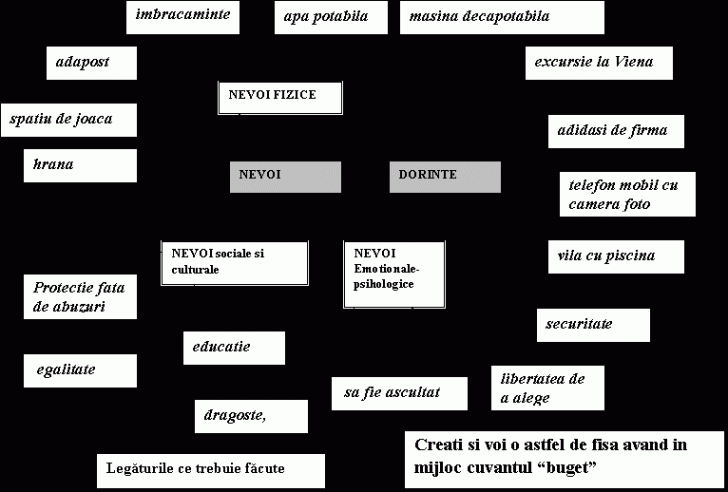 imbracaminte
apa potabila
masina decapotabila
adapost
excursie la Viena
NEVOI FIZICE
spatiu de joaca
adidasi de firma
hrana
NEVOI
DORINTE
telefon mobil cu
camera foto
NEVOI sociale si
culturale
NEVOI
Emotionale-
psihologice
vila cu piscina
Protectie fata
de abuzuri
securitate
educatie
egalitate
sa fie ascultat
libertatea de
a alege
dragoste,
Creati si voi o astfel de fisa avand in
mijloc cuvantul “buget”
Legăturile ce trebuie făcute